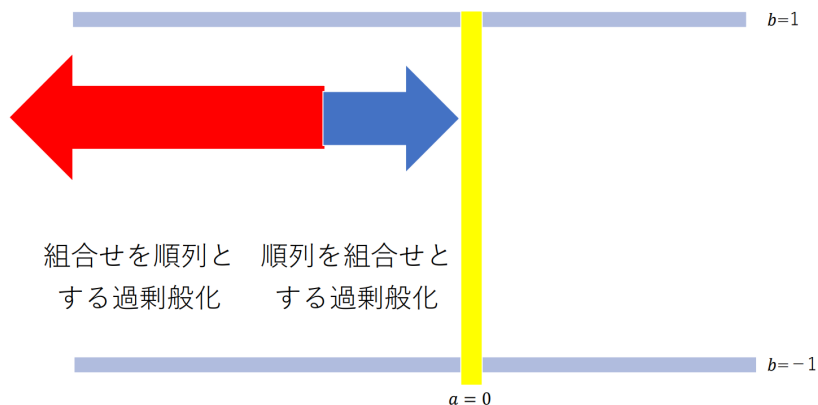 b=1
組合せを順列と
する過剰般化
順列を組合せと
する過剰般化
b=－1
a = 0